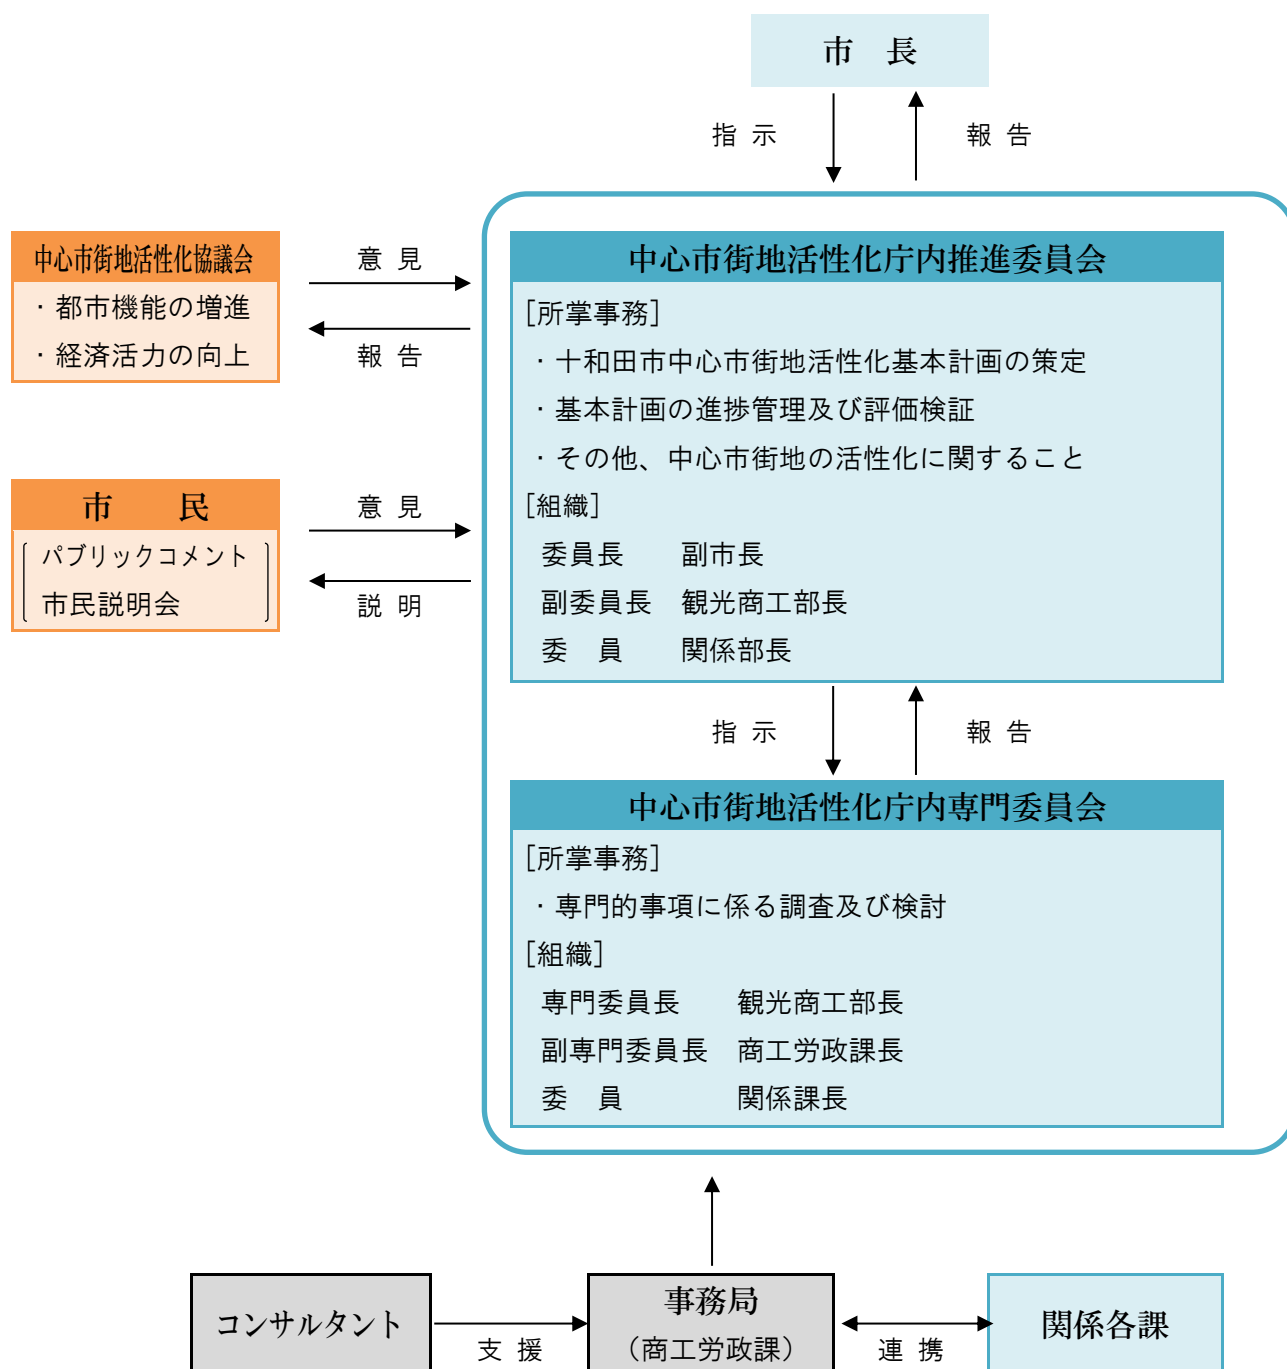 市　長
指 示
報 告
中心市街地活性化協議会
・都市機能の増進
・経済活力の向上
意 見
報 告
市　民
パブリックコメント
市民説明会
意 見
説 明
中心市街地活性化庁内推進委員会
［所掌事務］
・十和田市中心市街地活性化基本計画の策定
・基本計画の進捗管理及び評価検証
・その他、中心市街地の活性化に関すること
［組織］
委員長　副市長
副委員長　観光商工部長
委　員　関係部長
指 示
報 告
中心市街地活性化庁内専門委員会
［所掌事務］
・専門的事項に係る調査及び検討
［組織］
専門委員長　観光商工部長
副専門委員長　商工労政課長
委　員　関係課長
コンサルタント
支 援
事務局
（商工労政課）
連 携
関係各課